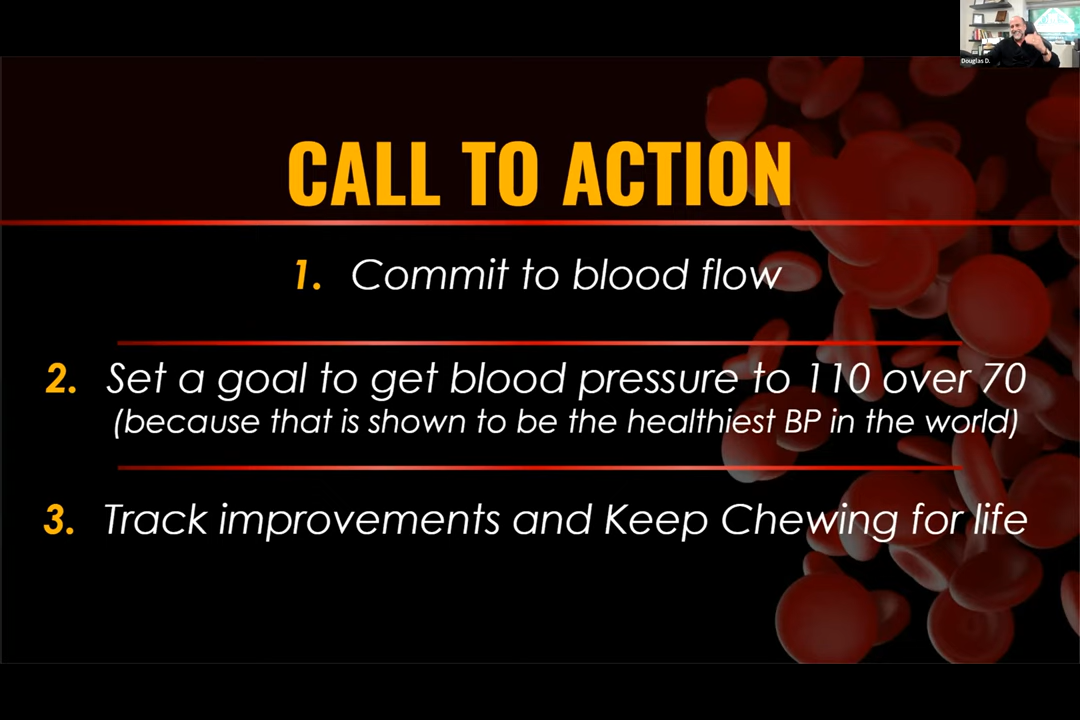 Douglas D.
CALL TO ACTION
1. Commit to blood flow
2. Set a goal to get blood pressure to 110 over 70
(because that is shown to be the healthiest BP in the world)
3. Track improvements and Keep Chewing for life